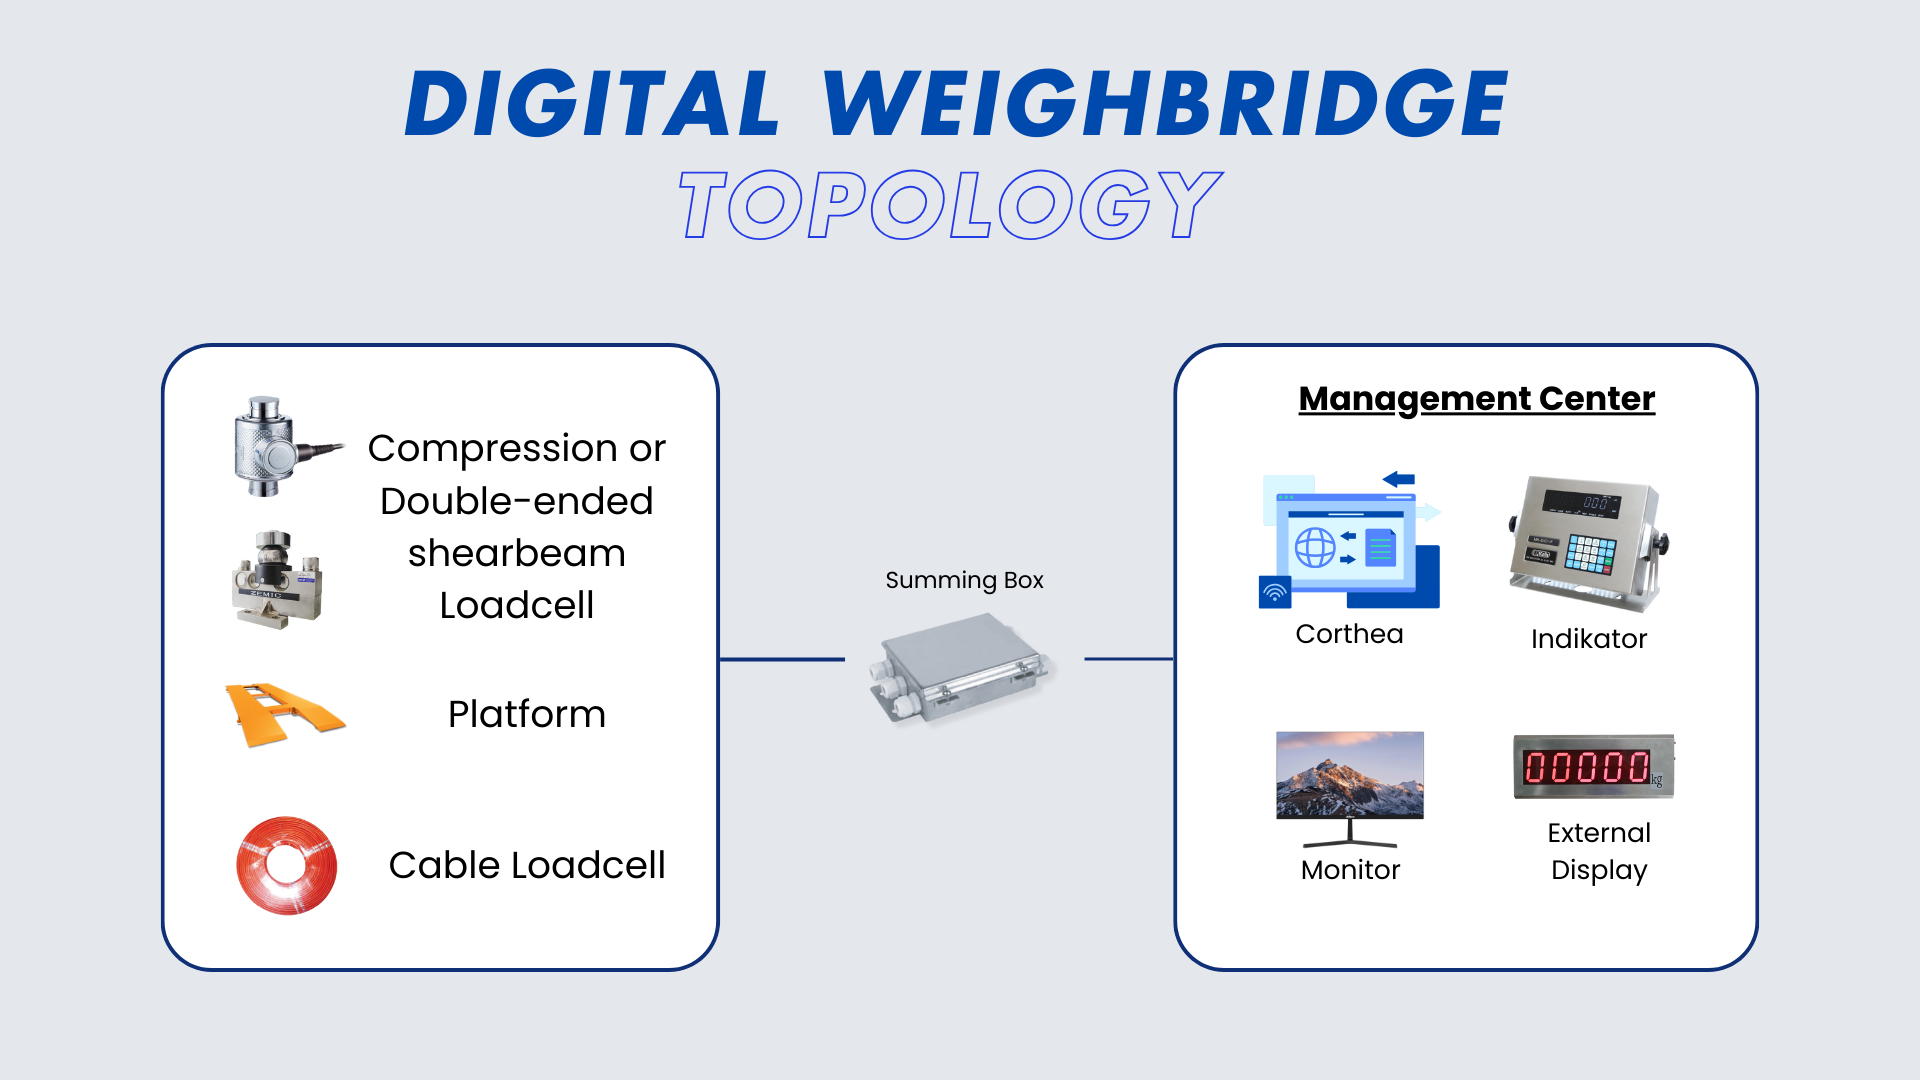 DIGITAL WEIGHBRIDGE
TOPOLOGY
Compression or
Double-ended
shearbeam
Loadcell
ZEMIC
Platform
Cable Loadcell
Summing Box
Management Center
Corthea
000
Indikator
Monitor
00000 kg
External
Display